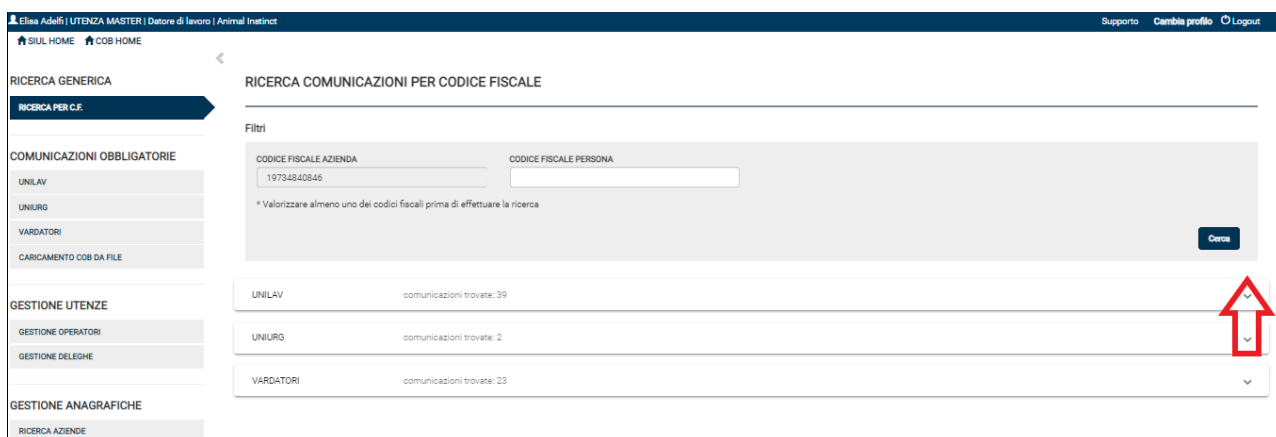 Elisa Adelfi | UTENZA MASTER | Datore di lavoro | Animal Instinct
Supporto Cambia profilo Logout
SIUL HOME COB HOME
RICERCA GENERICA
RICERCA PER C.F.
COMUNICAZIONI OBBLIGATORIE
UNILAV
UNIURG
VARDATORI
CARICAMENTO COB DA FILE
GESTIONE UTENZE
GESTIONE OPERATORI
GESTIONE DELEGHE
GESTIONE ANAGRAFICHE
RICERCA AZIENDE
RICERCA COMUNICAZIONI PER CODICE FISCALE
Filtri
CODICE FISCALE AZIENDA CODICE FISCALE PERSONA
19734840846
* Valorizzare almeno uno dei codici fiscali prima di effettuare la ricerca
Cerca
UNILAV comunicazioni trovate: 39
UNIURG comunicazioni trovate: 2
VARDATORI comunicazioni trovate: 23